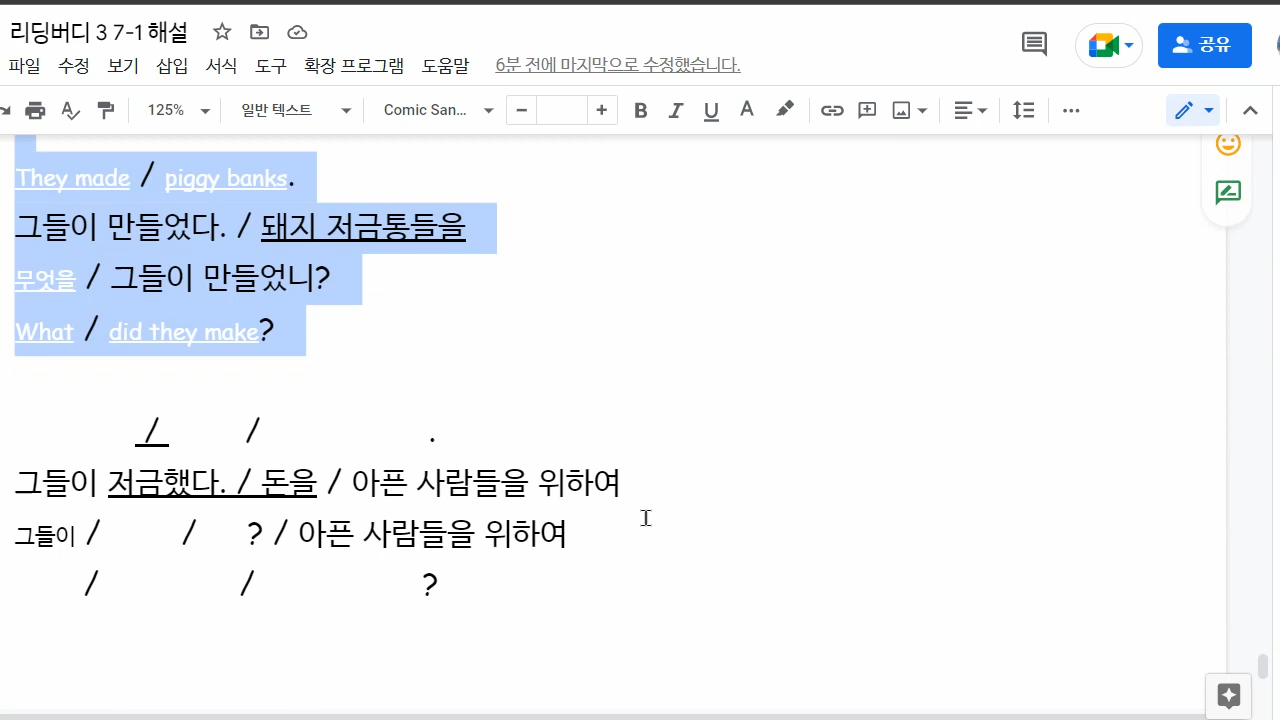 리딩버디 3 7-1 해설
공유
파일 수정 보기 삽입 서식 도구 확장 프로그램 도움말 6분 전에 마지막으로 수정했습니다.
125% 일반 텍스트 Comic San... − + B I U A
They made / piggy banks.
그들이 만들었다. / 돼지 저금통들을
무엇을 / 그들이 만들었니?
What / did they make?
/ / .
그들이 저금했다. / 돈을 / 아픈 사람들을 위하여
그들이 / / ? / 아픈 사람들을 위하여
/ / ?